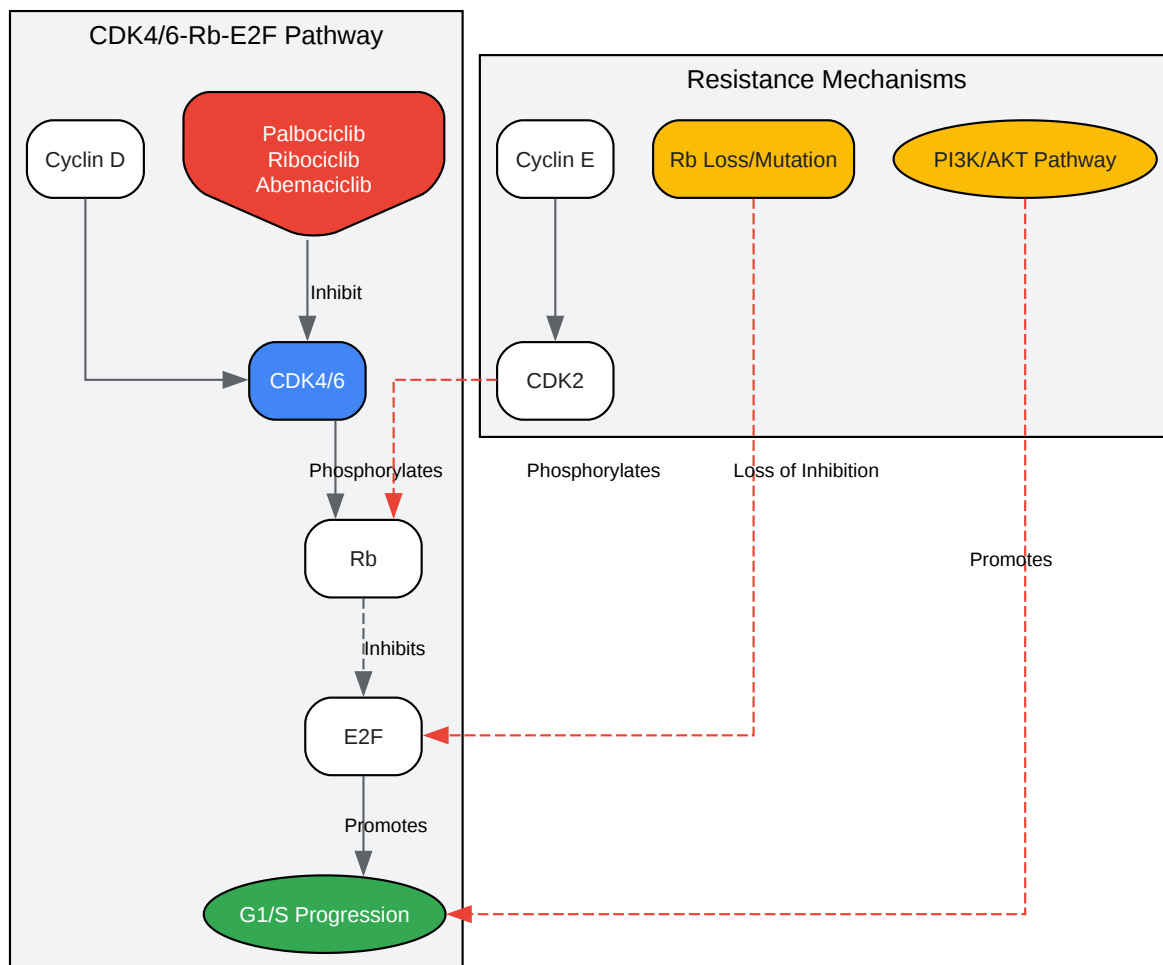 CDK4/6-Rb-E2F Pathway
Resistance Mechanisms
Cyclin D
Palbociclib
Ribociclib
Abemaciclib
Cyclin E
Rb Loss/Mutation
PI3K/AKT Pathway
Inhibit
CDK4/6
CDK2
Phosphorylates
Phosphorylates
Loss of Inhibition
Rb
Promotes
Inhibits
E2F
Promotes
G1/S Progression